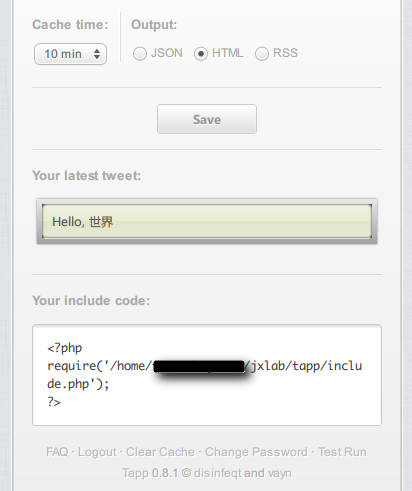 Cache time: Output:
10 min JSON HTML RSS
Save
Your latest tweet:
Hello, 世界
Your include code:
<?php
require('/home/ /jxlab/tapp/inclu
de.php');
?>
FAQ · Logout · Clear Cache · Change Password · Test Run
Tapp 0.8.1 © disinfeqt and vayn